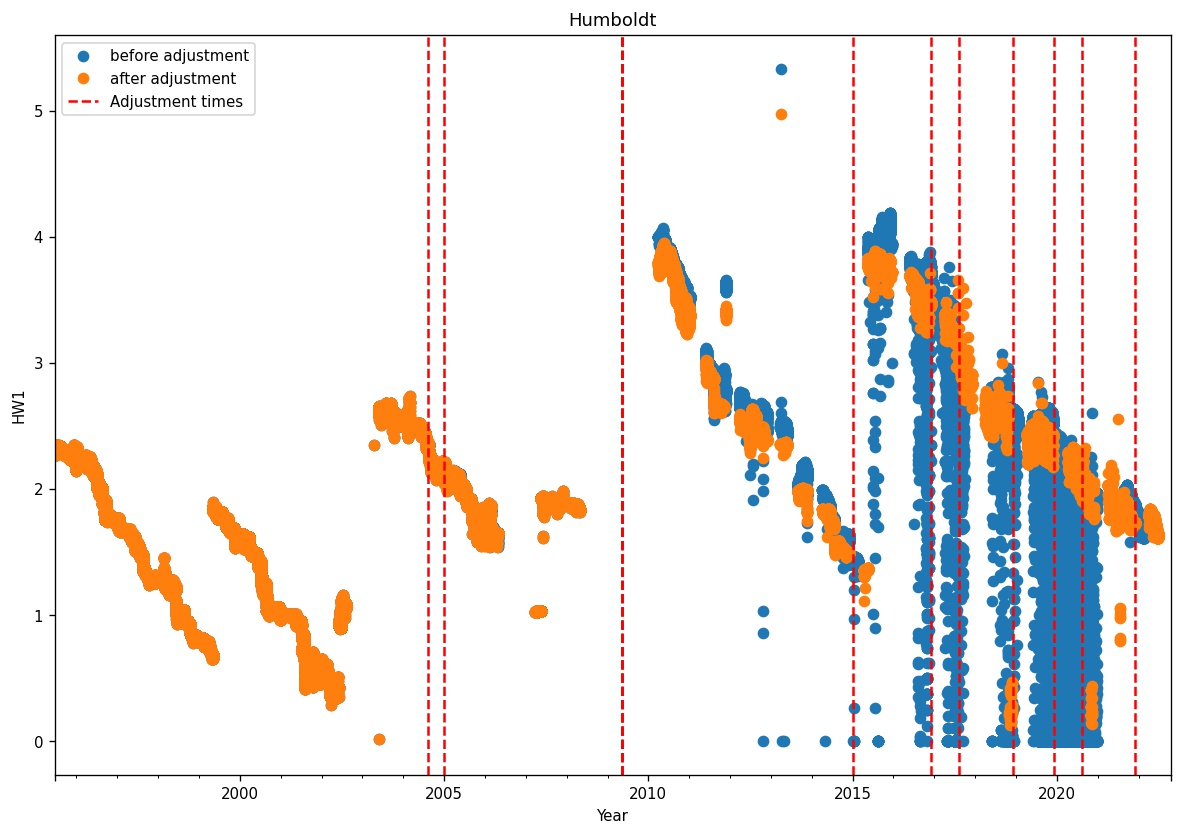 Humboldt
before adjustment
after adjustment
Adjustment times
5
4
3
2
1
0
HW1
2000 2005 2010 2015 2020
Year